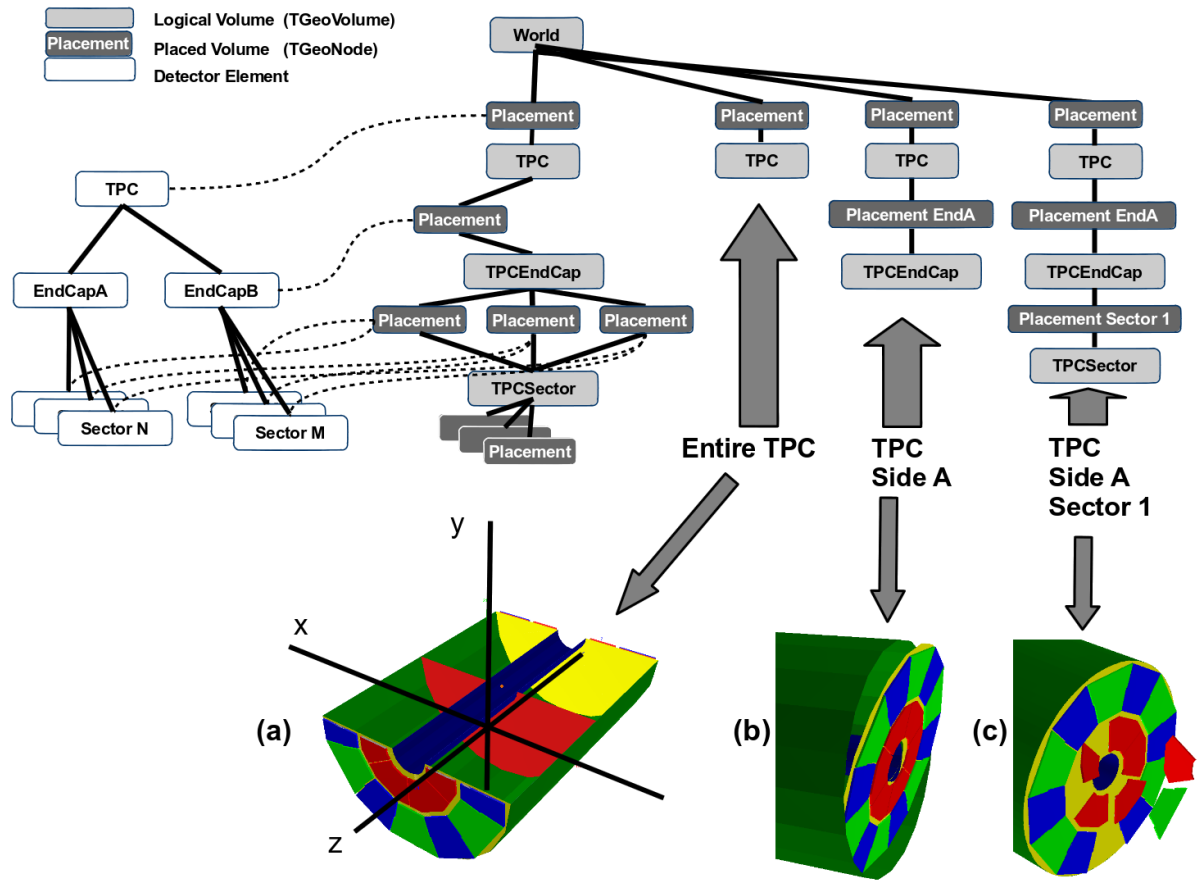 Logical Volume (TGeoVolume)
Placement
Placed Volume (TGeoNode)
Detector Element
World
Placement
Placement
Placement
Placement
TPC
TPC
TPC
TPC
TPC
Placement
Placement EndA
Placement EndA
EndCapA
EndCapB
TPCEndCap
TPCEndCap
TPCEndCap
Placement
Placement
Placement
Placement Sector 1
TPCSector
TPCSector
Sector N
Sector M
Placement
Entire TPC
TPC
Side A
TPC
Side A
Sector 1
y
x
z
(a)
(b)
(c)